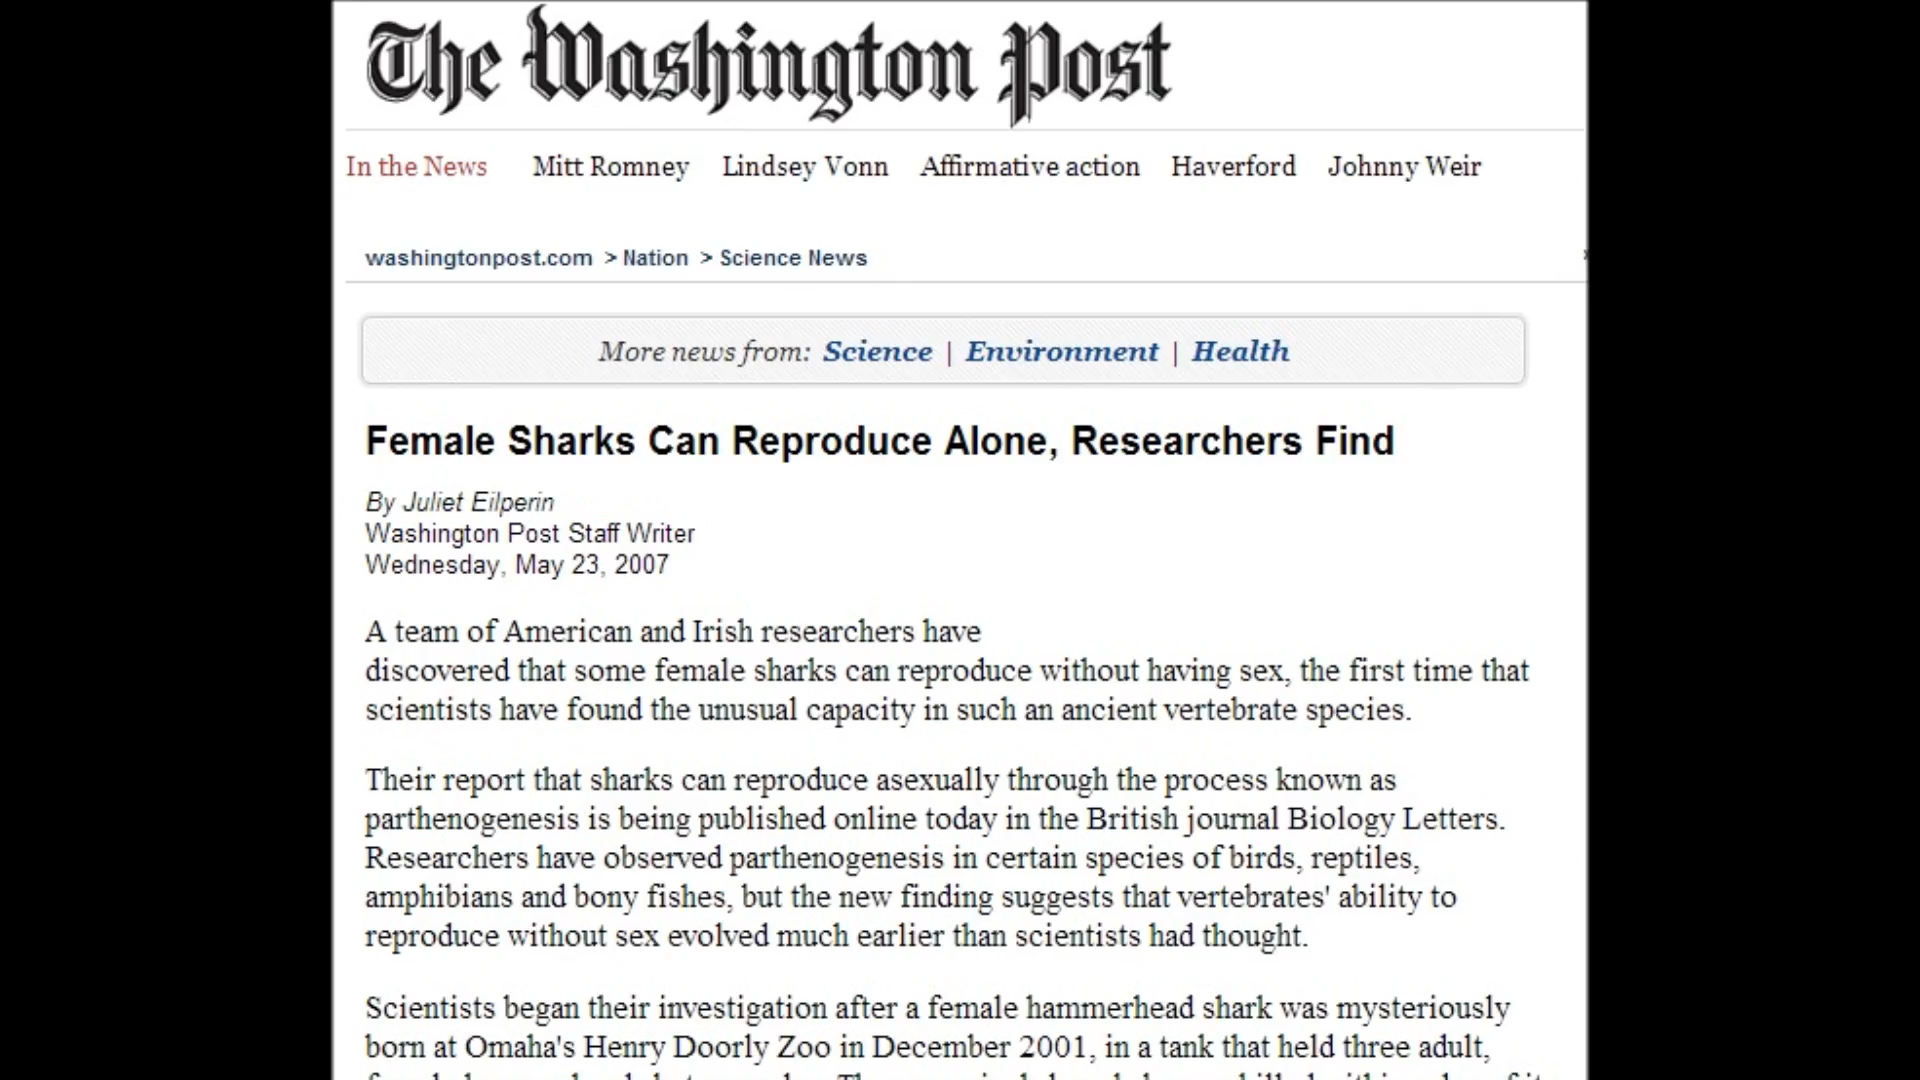 The Washington Post
In the News Mitt Romney Lindsey Vonn Affirmative action Haverford Johnny Weir
washingtonpost.com > Nation > Science News
More news from: Science | Environment | Health
Female Sharks Can Reproduce Alone, Researchers Find
By Juliet Eilperin
Washington Post Staff Writer
Wednesday, May 23, 2007
A team of American and Irish researchers have
discovered that some female sharks can reproduce without having sex, the first time that
scientists have found the unusual capacity in such an ancient vertebrate species.
Their report that sharks can reproduce asexually through the process known as
parthenogenesis is being published online today in the British journal Biology Letters.
Researchers have observed parthenogenesis in certain species of birds, reptiles,
amphibians and bony fishes, but the new finding suggests that vertebrates' ability to
reproduce without sex evolved much earlier than scientists had thought.
Scientists began their investigation after a female hammerhead shark was mysteriously
born at Omaha's Henry Doorly Zoo in December 2001, in a tank that held three adult,